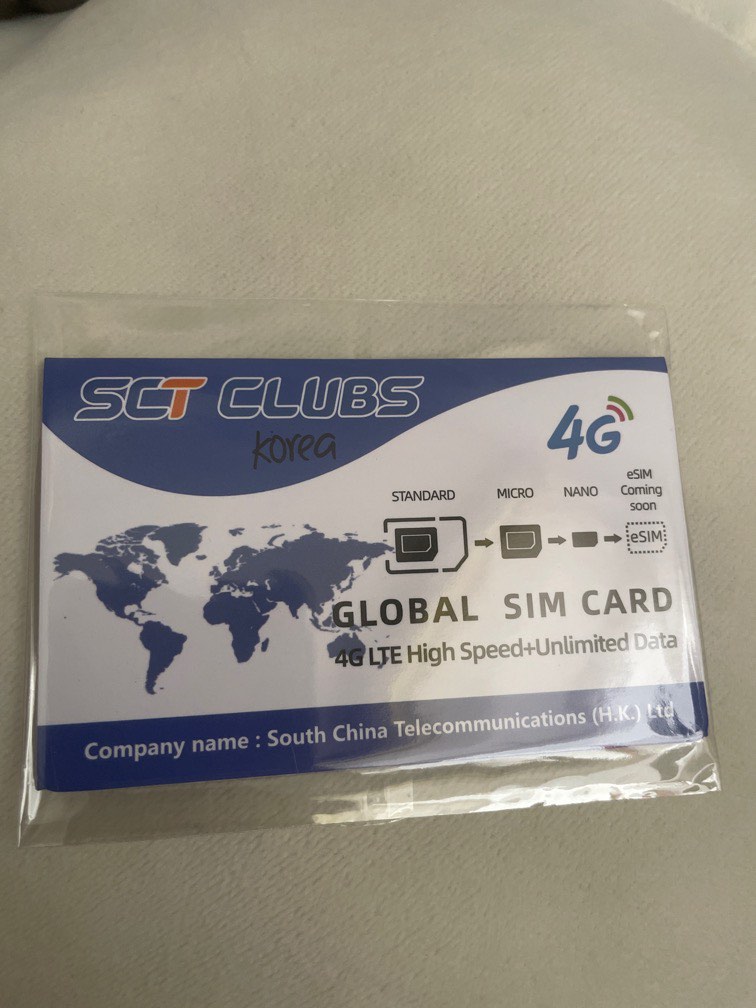 SCT CLUBS
Korea
4G
STANDARD
MICRO
NANO
eSIM
Coming
soon
eSIM
GLOBAL SIM CARD
4G LTE High Speed+Unlimited Data
Company name : South China Telecommunications (H.K.) Ltd